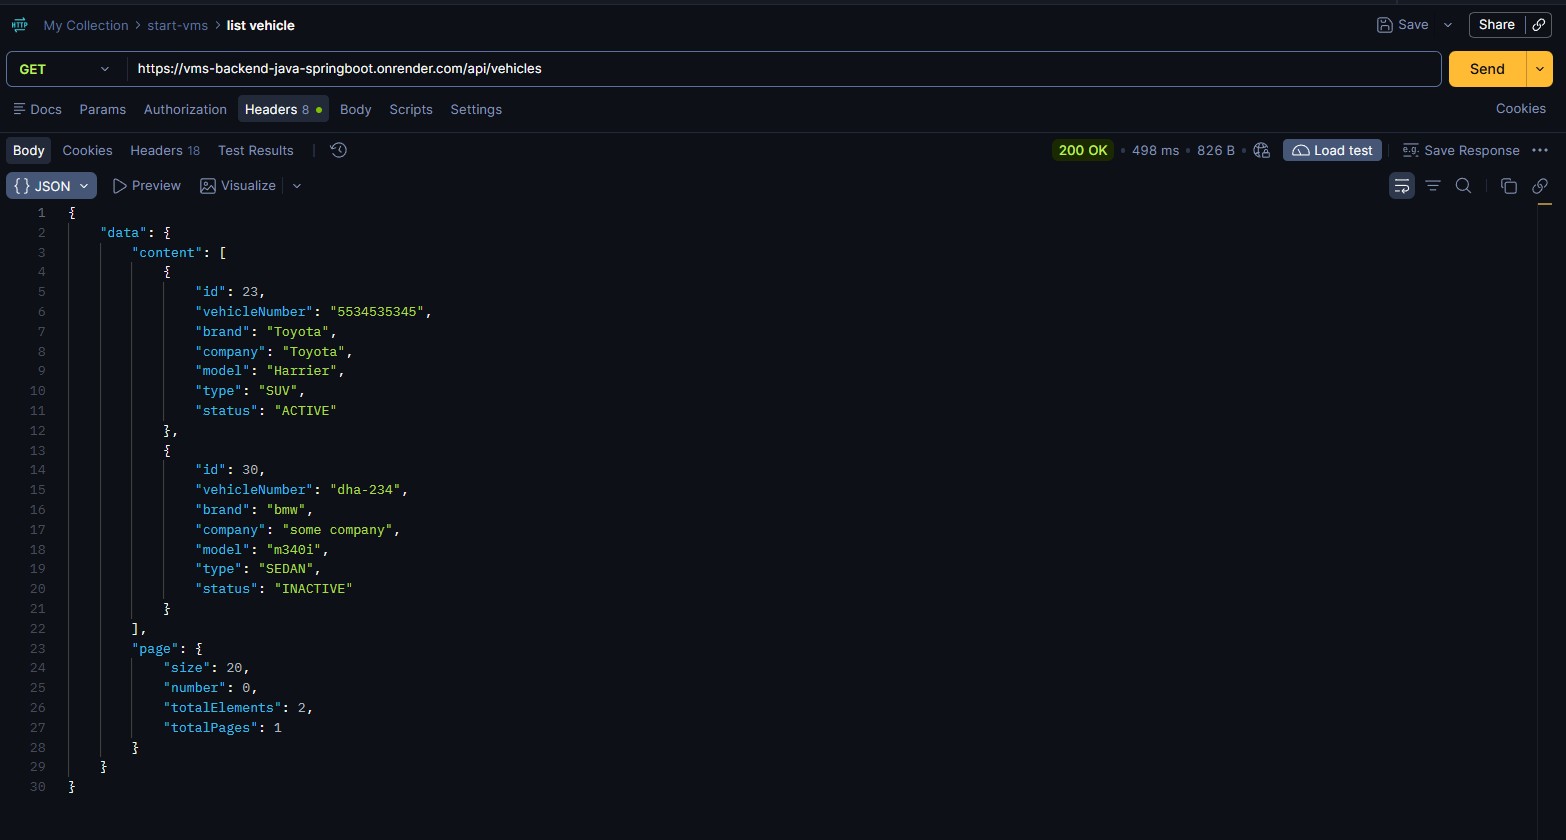 HTTP My Collection > start-vms > list vehicle Save Share
GET https://vms-backend-java-springboot.onrender.com/api/vehicles Send
Docs Params Authorization Headers 8 Body Scripts Settings Cookies
Body Cookies Headers 18 Test Results 200 OK • 498 ms • 826 B • Load test e.g. Save Response
{} JSON Preview Visualize
1 {
2 "data": {
3 "content": [
4 {
5 "id": 23,
6 "vehicleNumber": "5534535345",
7 "brand": "Toyota",
8 "company": "Toyota",
9 "model": "Harrier",
10 "type": "SUV",
11 "status": "ACTIVE"
12 },
13 {
14 "id": 30,
15 "vehicleNumber": "dha-234",
16 "brand": "bmw",
17 "company": "some company",
18 "model": "m340i",
19 "type": "SEDAN",
20 "status": "INACTIVE"
21 }
22 ],
23 "page": {
24 "size": 20,
25 "number": 0,
26 "totalElements": 2,
27 "totalPages": 1
28 }
29 }
30 }